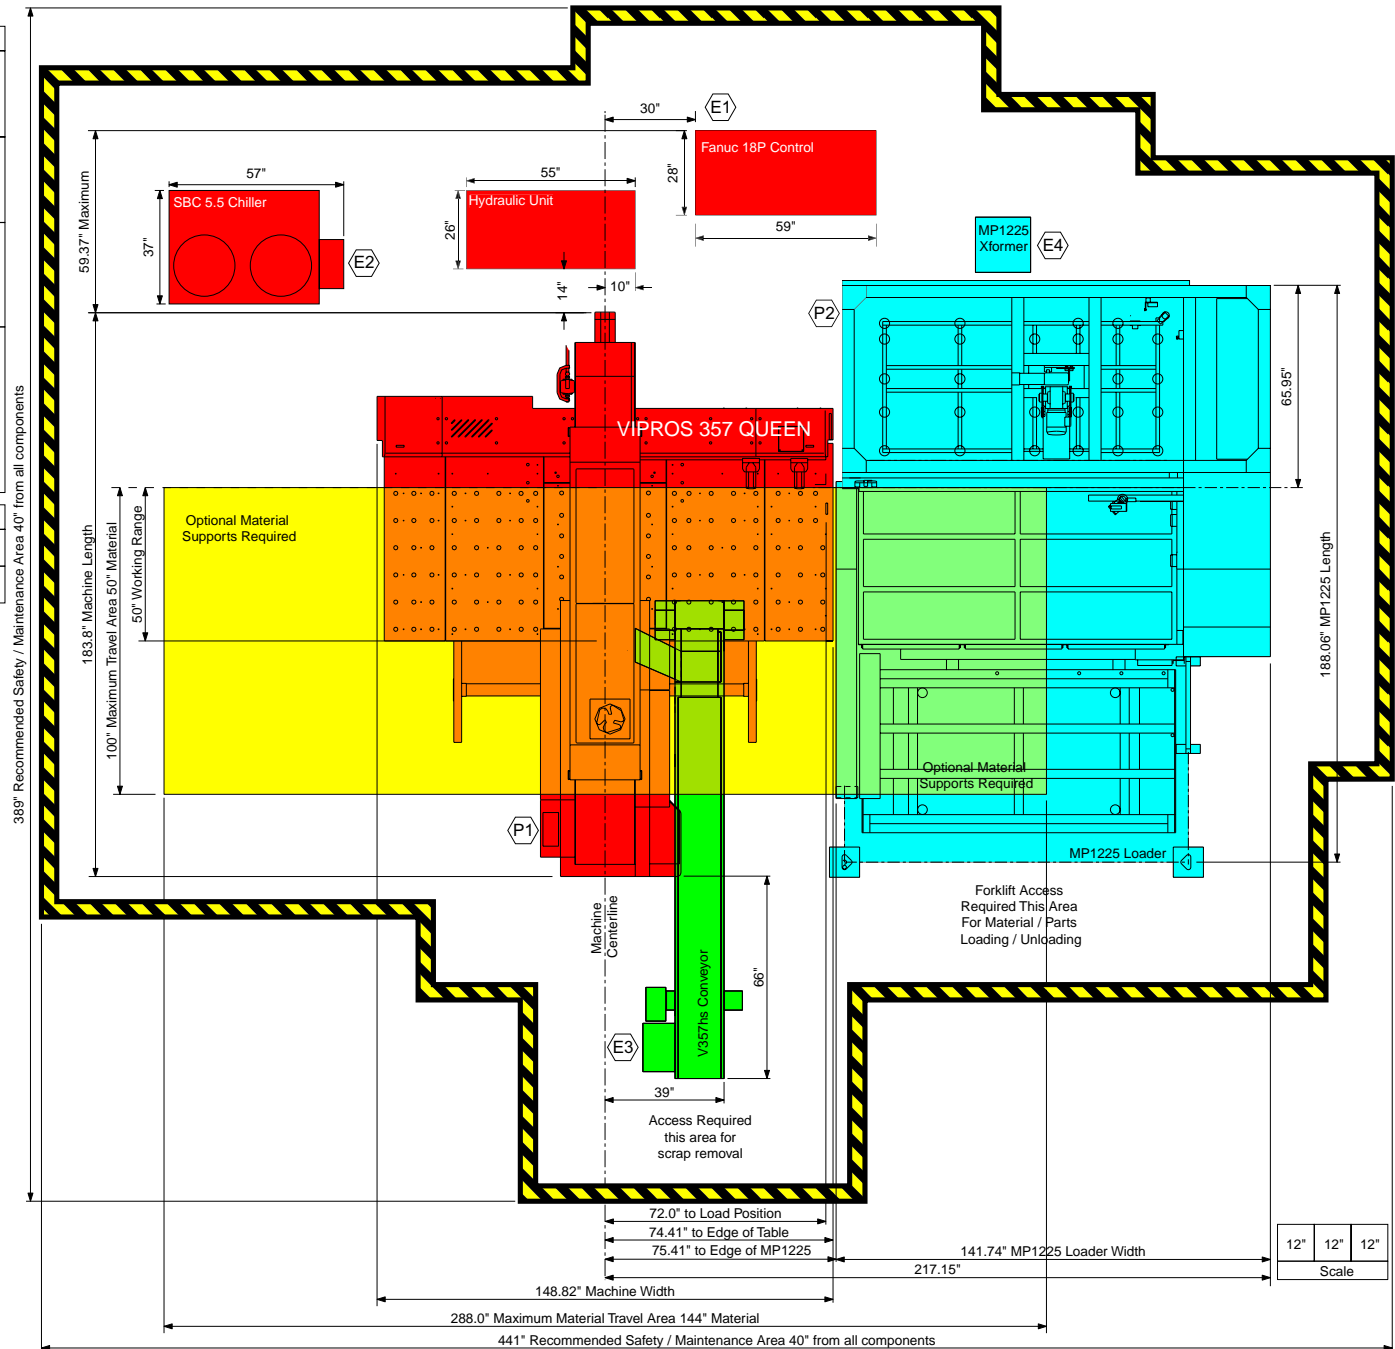 30"
E1
Fanuc 18P Control
28"
59"
57"
SBC 5.5 Chiller
37"
E2
55"
Hydraulic Unit
26"
14"
10"
59.37" Maximum
MP1225
Xformer
E4
P2
65.95"
VIPROS 357 QUEEN
Optional Material
Supports Required
50" Working Range
100" Maximum Travel Area 50" Material
183.8" Machine Length
389" Recommended Safety / Maintenance Area 40" from all components
188.06" MP1225 Length
Optional Material
Supports Required
P1
MP1225 Loader
Forklift Access
Required This Area
For Material / Parts
Loading / Unloading
Machine
Centerline
V357hs Conveyor
66"
E3
39"
Access Required
this area for
scrap removal
72.0" to Load Position
74.41" to Edge of Table
75.41" to Edge of MP1225
141.74" MP1225 Loader Width
217.15"
12" 12" 12"
Scale
148.82" Machine Width
288.0" Maximum Material Travel Area 144" Material
441" Recommended Safety / Maintenance Area 40" from all components